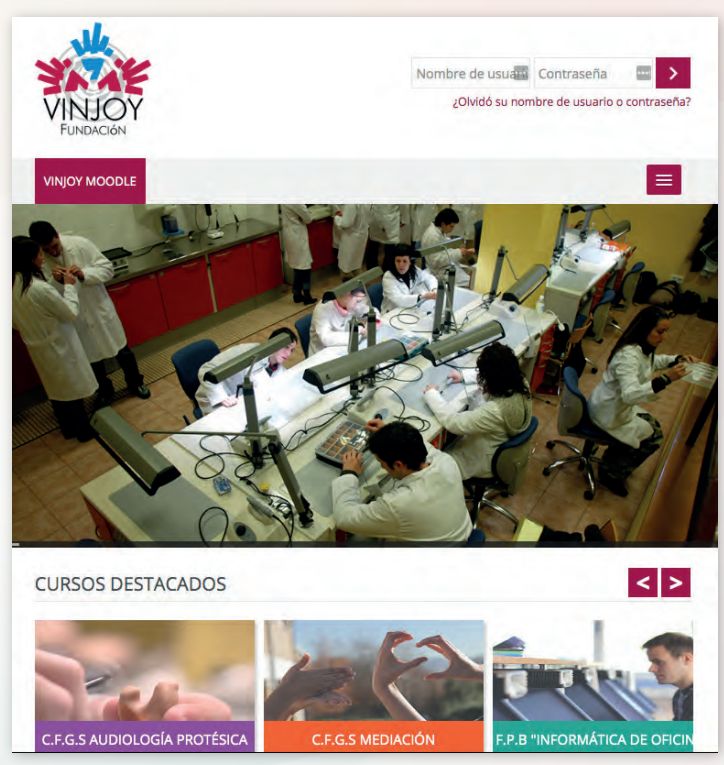 VINJOY
FUNDACIÓN
Nombre de usuari
Contraseña
>
¿Olvidó su nombre de usuario o contraseña?
VINJOY MOODLE
CURSOS DESTACADOS
< >
C.F.G.S AUDIOLOGÍA PROTÉSICA
C.F.G.S MEDIACIÓN
F.P.B "INFORMÁTICA DE OFICIN